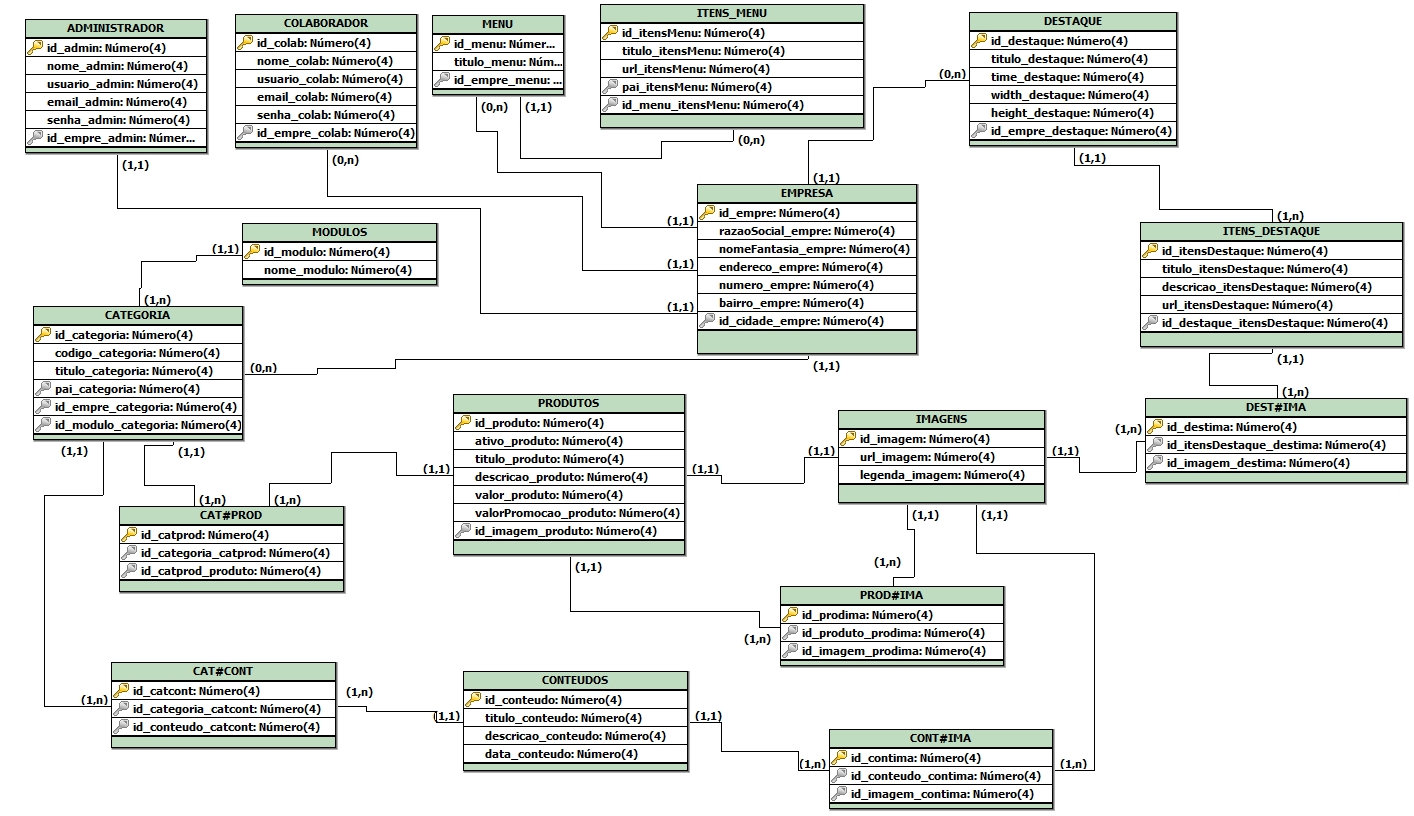 ADMINISTRADOR
id_admin: Número(4)
nome_admin: Número(4)
usuario_admin: Número(4)
email_admin: Número(4)
senha_admin: Número(4)
id_empre_admin: Númer...
(1,1)
COLABORADOR
id_colab: Número(4)
nome_colab: Número(4)
usuario_colab: Número(4)
email_colab: Número(4)
senha_colab: Número(4)
id_empre_colab: Número(4)
(0,n)
MENU
id_menu: Númer...
titulo_menu: Núm...
id_empre_menu: ...
(0,n)
(1,1)
ITENS_MENU
id_itensMenu: Número(4)
titulo_itensMenu: Número(4)
url_itensMenu: Número(4)
pai_itensMenu: Número(4)
id_menu_itensMenu: Número(4)
(0,n)
DESTAQUE
id_destaque: Número(4)
titulo_destaque: Número(4)
time_destaque: Número(4)
width_destaque: Número(4)
height_destaque: Número(4)
id_empre_destaque: Número(4)
(0,n)
(1,1)
(1,1)
EMPRESA
id_empre: Número(4)
razaoSocial_empre: Número(4)
nomeFantasia_empre: Número(4)
endereco_empre: Número(4)
numero_empre: Número(4)
bairro_empre: Número(4)
id_cidade_empre: Número(4)
(1,1)
(1,1)
(1,1)
(1,1)
MODULOS
id_modulo: Número(4)
nome_modulo: Número(4)
(1,1)
(1,n)
ITENS_DESTAQUE
id_itensDestaque: Número(4)
titulo_itensDestaque: Número(4)
descricao_itensDestaque: Número(4)
url_itensDestaque: Número(4)
id_destaque_itensDestaque: Número(4)
(1,1)
(1,n)
CATEGORIA
id_categoria: Número(4)
codigo_categoria: Número(4)
titulo_categoria: Número(4)
pai_categoria: Número(4)
id_empre_categoria: Número(4)
id_modulo_categoria: Número(4)
(0,n)
(1,1)
(1,1)
PRODUTOS
id_produto: Número(4)
ativo_produto: Número(4)
titulo_produto: Número(4)
descricao_produto: Número(4)
valor_produto: Número(4)
valorPromocao_produto: Número(4)
id_imagem_produto: Número(4)
(1,1)
(1,1)
(1,1)
IMAGENS
id_imagem: Número(4)
url_imagem: Número(4)
legenda_imagem: Número(4)
(1,1)
(1,1)
(1,1)
(1,1)
(1,n)
DEST#IMA
id_destima: Número(4)
id_itensDestaque_destima: Número(4)
id_imagem_destima: Número(4)
(1,n)
(1,n)
(1,n)
CAT#PROD
id_catprod: Número(4)
id_categoria_catprod: Número(4)
id_catprod_produto: Número(4)
(1,n)
PROD#IMA
id_prodima: Número(4)
id_produto_prodima: Número(4)
id_imagem_prodima: Número(4)
(1,n)
CAT#CONT
id_catcont: Número(4)
id_categoria_catcont: Número(4)
id_conteudo_catcont: Número(4)
(1,n)
(1,n)
CONTEUDOS
id_conteudo: Número(4)
titulo_conteudo: Número(4)
descricao_conteudo: Número(4)
data_conteudo: Número(4)
(1,1)
(1,1)
CONT#IMA
id_contima: Número(4)
id_conteudo_contima: Número(4)
id_imagem_contima: Número(4)
(1,n)
(1,n)